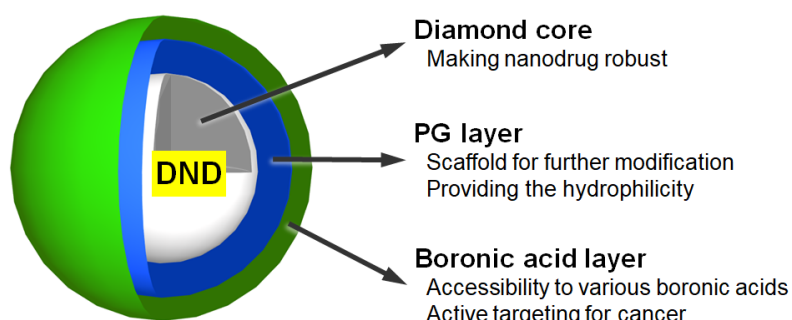 Diamond core
Making nanodrug robust
PG layer
Scaffold for further modification
Providing the hydrophilicity
DND
Boronic acid layer
Accessibility to various boronic acids
Active targeting for cancer